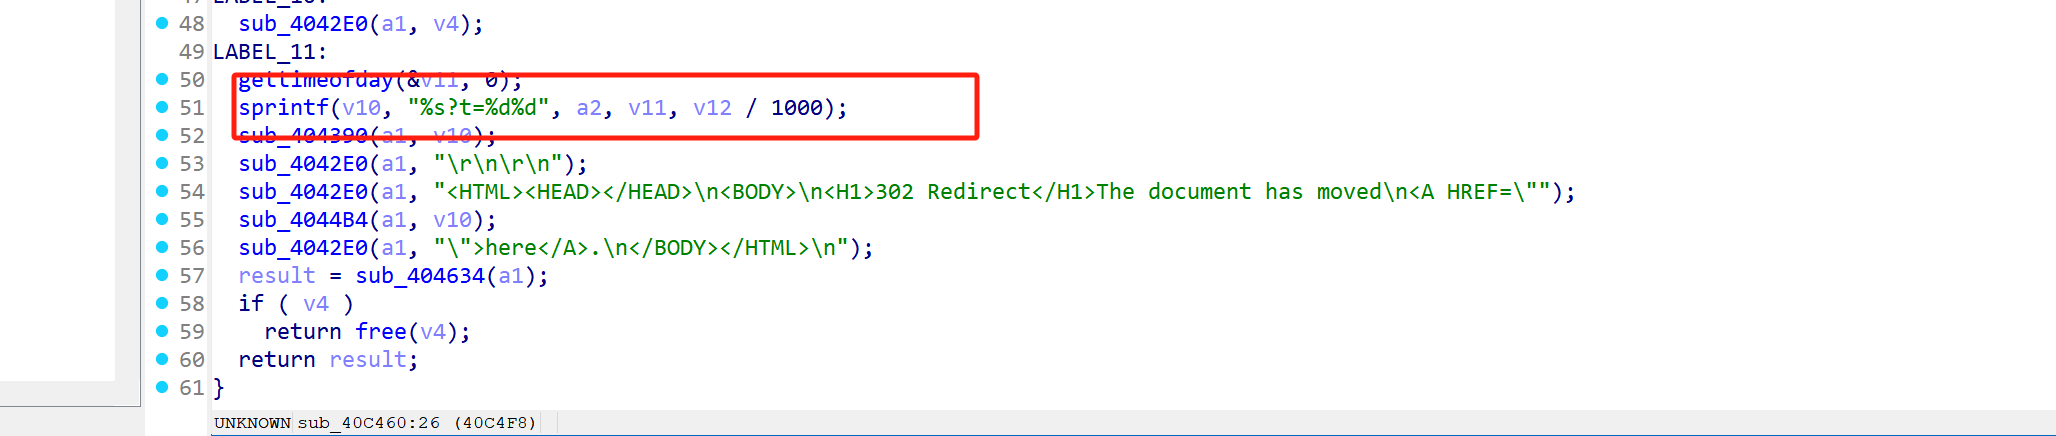 48 sub_4042E0(a1, v4);
49 LABEL_11:
50 gettimeofday(&v11, 0);
51 sprintf(v10, "%s?t=%d%d", a2, v11, v12 / 1000);
52 sub_404390(a1, v10);
53 sub_4042E0(a1, "\r\n\r\n");
54 sub_4042E0(a1, "<HTML><HEAD></HEAD>\n<BODY>\n<H1>302 Redirect</H1>The document has moved\n<A HREF=\"");
55 sub_4044B4(a1, v10);
56 sub_4042E0(a1, "\">here</A>.\n</BODY></HTML>\n");
57 result = sub_404634(a1);
58 if ( v4 )
59 return free(v4);
60 return result;
61 }
UNKNOWN sub_40C460:26 (40C4F8)